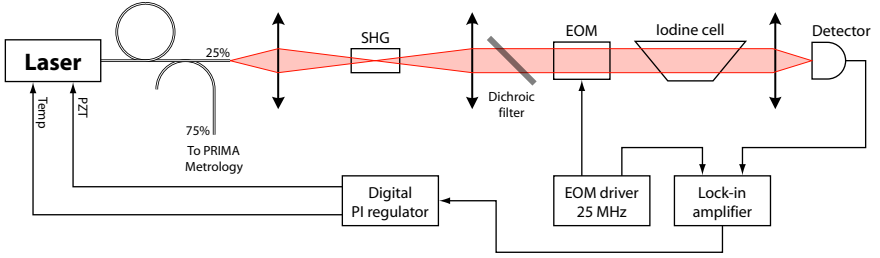 Laser
25%
SHG
EOM
Iodine cell
Detector
Dichroic
filter
Temp
PZT
75%
To PRIMA
Metrology
Digital
PI regulator
EOM driver
25 MHz
Lock-in
amplifier